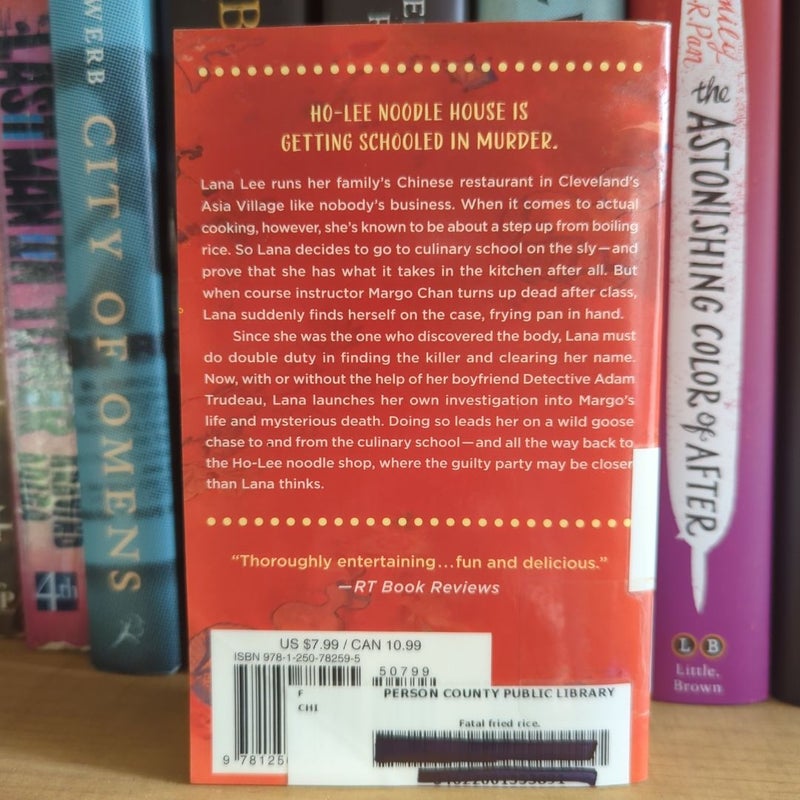 HO-LEE NOODLE HOUSE IS
GETTING SCHOOLED IN MURDER.
Lana Lee runs her family's Chinese restaurant in Cleveland's
Asia Village like nobody's business. When it comes to actual
cooking, however, she's known to be about a step up from boiling
rice. So Lana decides to go to culinary school on the sly—and
prove that she has what it takes in the kitchen after all. But
when course instructor Margo Chan turns up dead after class,
Lana suddenly finds herself on the case, frying pan in hand.
Since she was the one who discovered the body, Lana must
do double duty in finding the killer and clearing her name.
Now, with or without the help of her boyfriend Detective Adam
Trudeau, Lana launches her own investigation into Margo's
life and mysterious death. Doing so leads her on a wild goose
chase to and from the culinary school—and all the way back to
the Ho-Lee noodle shop, where the guilty party may be closer
than Lana thinks.
"Thoroughly entertaining...fun and delicious."
—RT Book Reviews
US $7.99 / CAN 10.99
ISBN 978-1-250-78259-5
50799
F
CHI
PERSON COUNTY PUBLIC LIBRARY
Fatal fried rice.
9 78125
WERB CITY OF OMENS
LAST MAN
4th
Emily
X.R. Pan
the
ASTONISHING COLOR of AFTER
L B
Little,
Brown